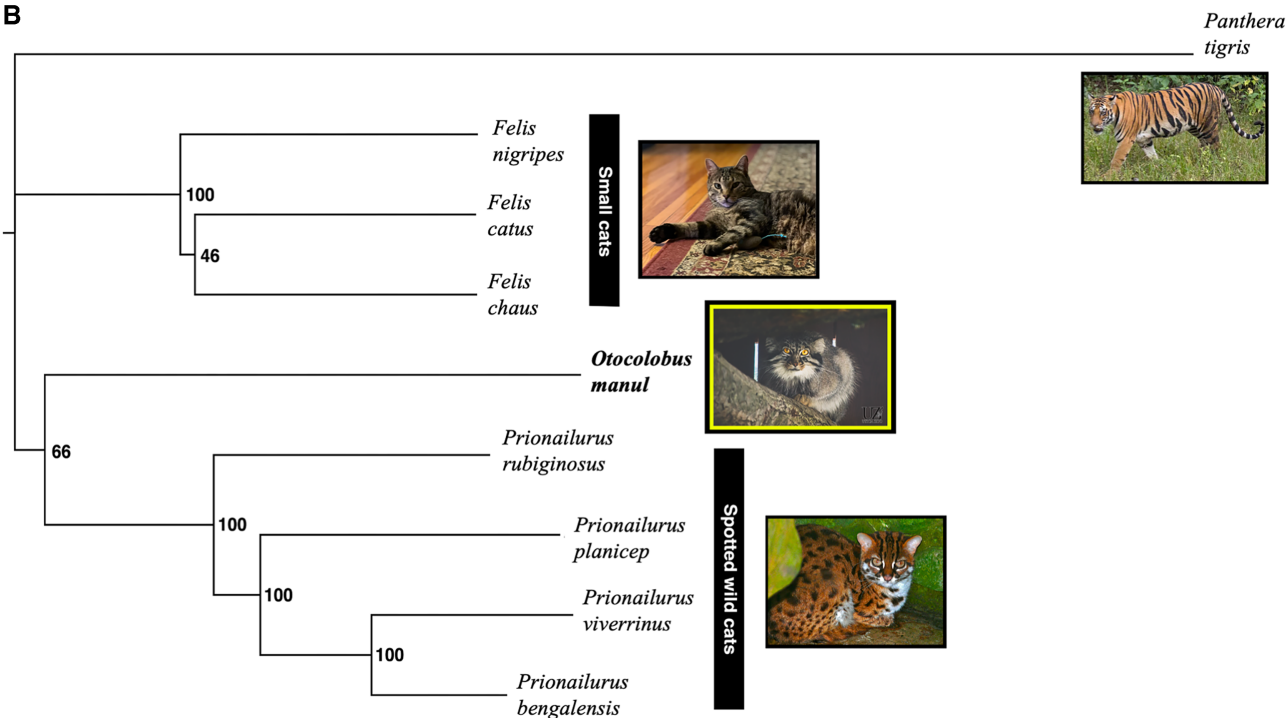 B
Panthera
tigris
Felis
nigripes
100
Small cats
Felis
catus
46
Felis
chaus
Otocolobus
manul
UZ
66
Prionailurus
rubiginosus
100
Spotted wild cats
Prionailurus
planicep
100
Prionailurus
viverrinus
100
Prionailurus
bengalensis